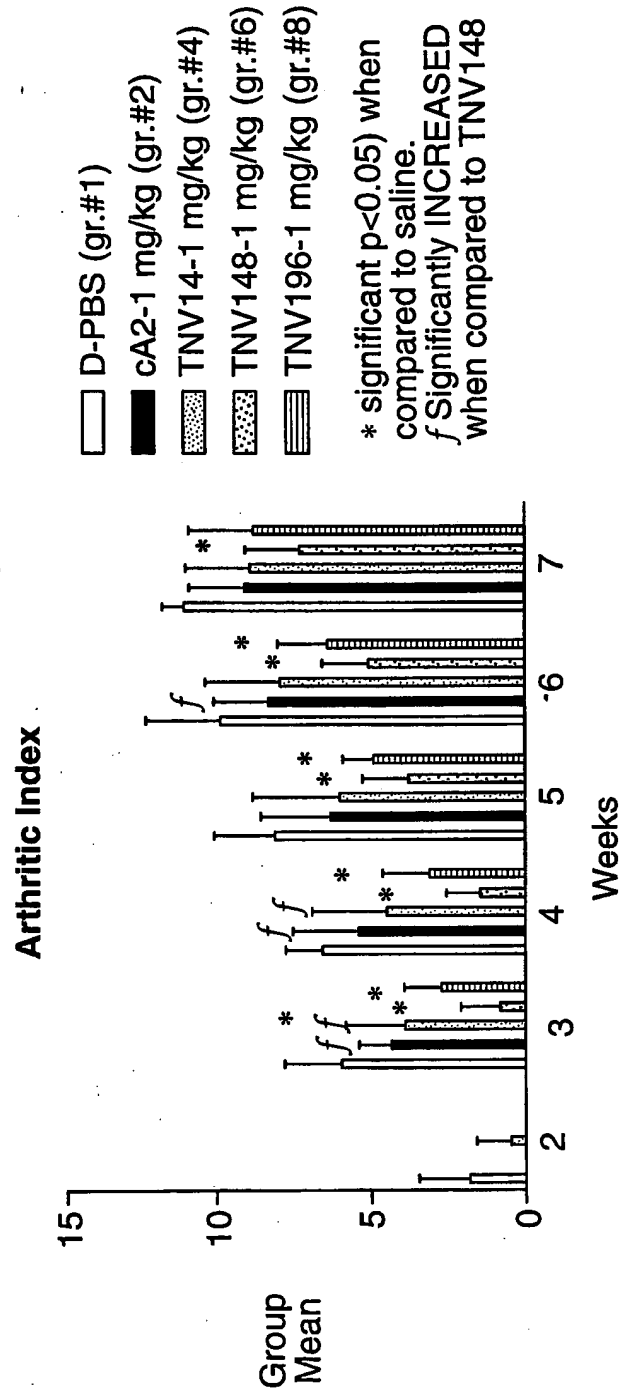 Arthritic Index
Group
Mean
15
10
5
0
2
3
4
5
6
7
Weeks
* * * * * * * * * * *
f f f f f
D-PBS (gr.#1)
cA2-1 mg/kg (gr.#2)
TNV14-1 mg/kg (gr.#4)
TNV148-1 mg/kg (gr.#6)
TNV196-1 mg/kg (gr.#8)
* significant p<0.05) when
compared to saline.
f Significantly INCREASED
when compared to TNV148